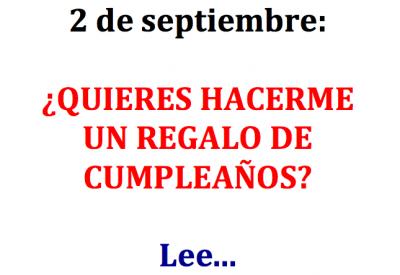 2 de septiembre:
¿QUIERES HACERME
UN REGALO DE
CUMPLEAÑOS?
Lee...